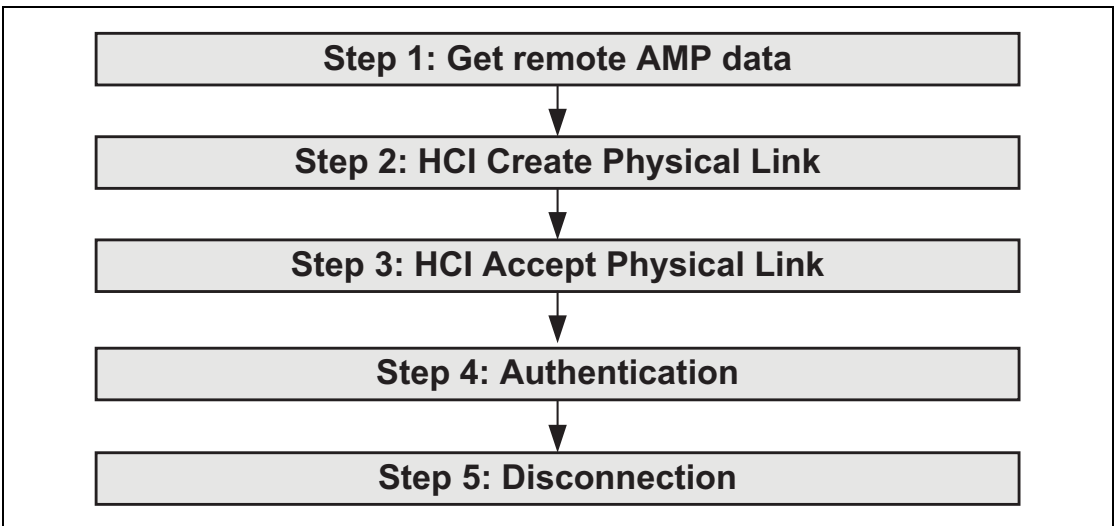 Step 1: Get remote AMP data
Step 2: HCI Create Physical Link
Step 3: HCI Accept Physical Link
Step 4: Authentication
Step 5: Disconnection